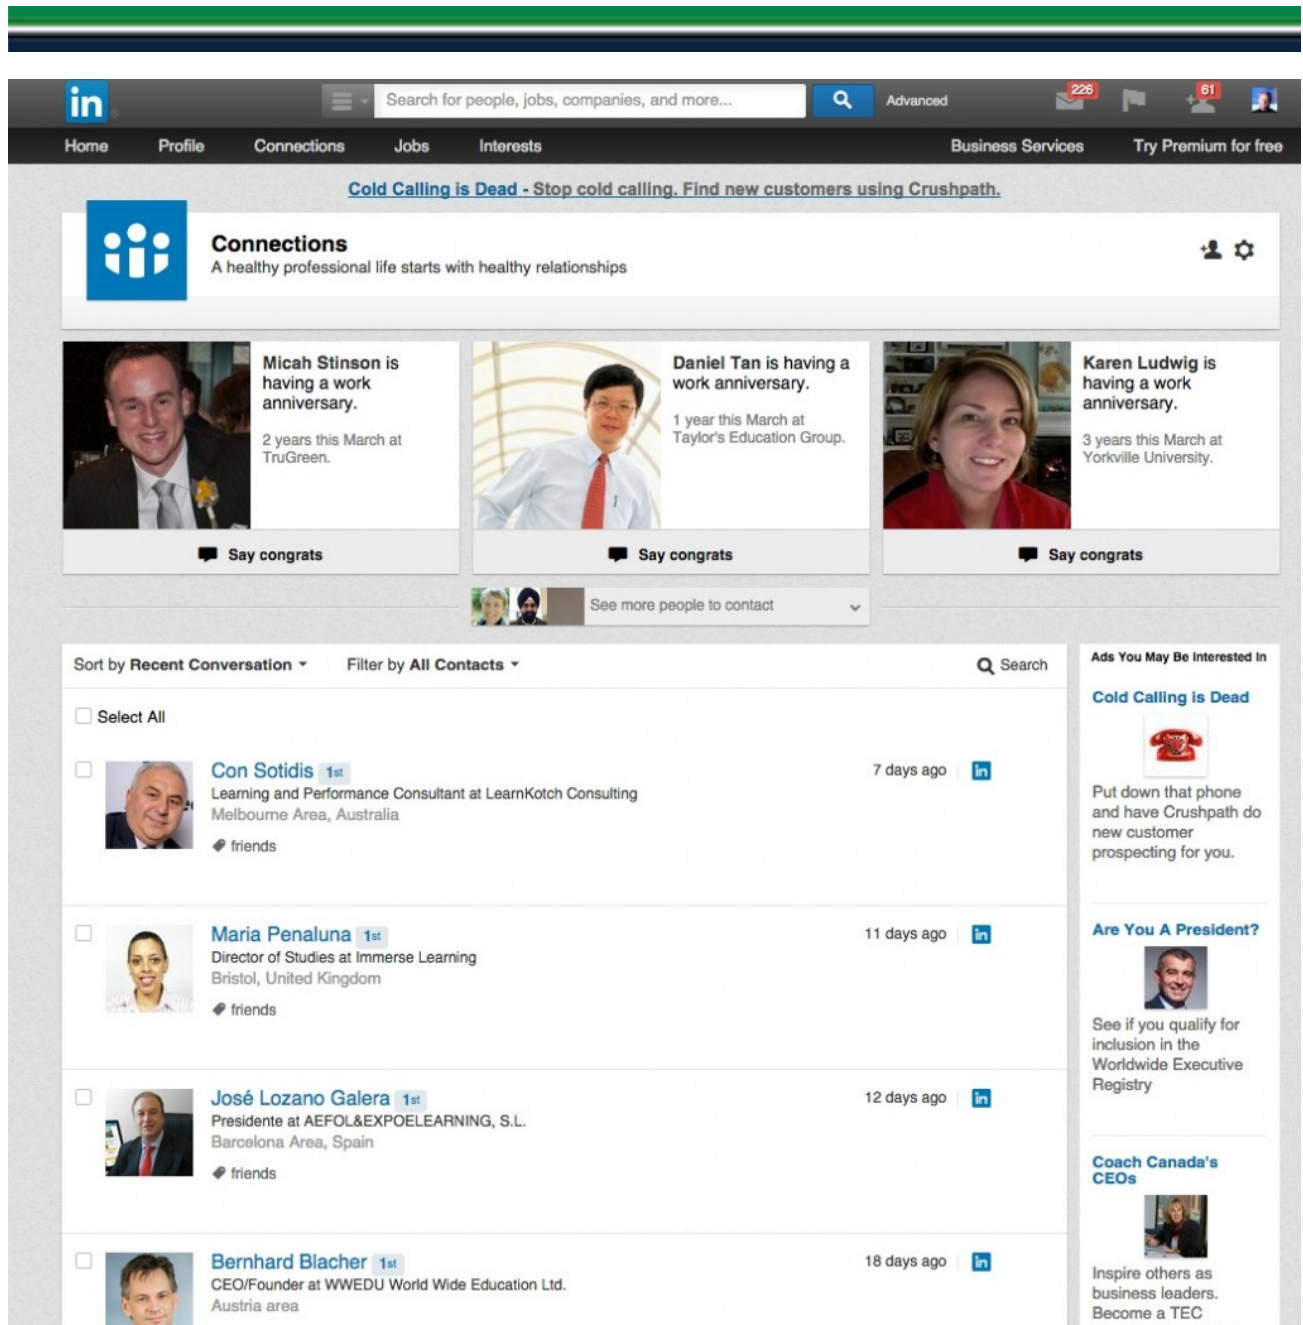 in
Search for people, jobs, companies, and more...
Advanced
226
61
Home Profile Connections Jobs Interests Business Services Try Premium for free
Cold Calling is Dead - Stop cold calling. Find new customers using Crushpath.
Connections
A healthy professional life starts with healthy relationships
Micah Stinson is
having a work
anniversary.
2 years this March at
TruGreen.
Say congrats
Daniel Tan is having a
work anniversary.
1 year this March at
Taylor's Education Group.
Say congrats
Karen Ludwig is
having a work
anniversary.
3 years this March at
Yorkville University.
Say congrats
See more people to contact
Sort by Recent Conversation Filter by All Contacts Search
Select All
Con Sotidis 1st
7 days ago in
Learning and Performance Consultant at LearnKotch Consulting
Melbourne Area, Australia
friends
Maria Penaluna 1st
11 days ago in
Director of Studies at Immerse Learning
Bristol, United Kingdom
friends
José Lozano Galera 1st
12 days ago in
Presidente at AEFOL&EXPOELEARNING, S.L.
Barcelona Area, Spain
friends
Bernhard Blacher 1st
18 days ago in
CEO/Founder at WWEDU World Wide Education Ltd.
Austria area
Ads You May Be Interested In
Cold Calling is Dead
Put down that phone
and have Crushpath do
new customer
prospecting for you.
Are You A President?
See if you qualify for
inclusion in the
Worldwide Executive
Registry
Coach Canada's
CEOs
Inspire others as
business leaders.
Become a TEC